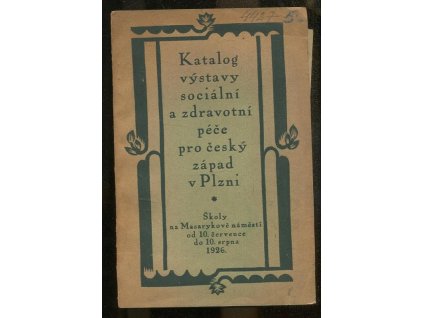 Katalog
výstavy
sociální
a zdravotní
péče
pro český
západ
v Plzni
*
Školy
na Masarykově náměstí
od 10. července
do 10. srpna
1926.